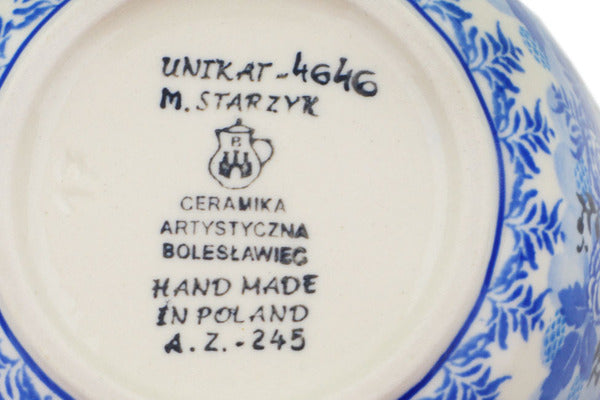 UNIKAT-4646
M. STARZYK
B
CERAMIKA
ARTYSTYCZNA
BOLESŁAWIEC
HAND MADE
IN POLAND
A.Z.-245